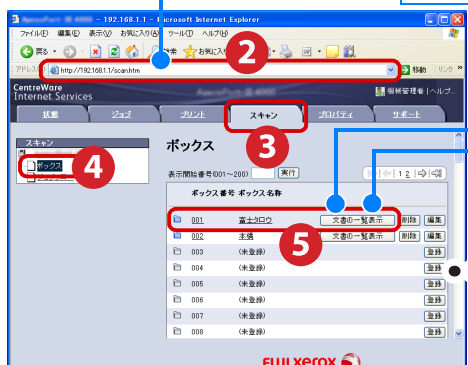 - 192.168.1.1 - Microsoft Internet Explorer
ファイル(F) 編集(E) 表示(V) お気に入り(A) ツール(T) ヘルプ(H)
戻る 検索 お気に入り
2
アドレス(D) http://192.168.1.1/scan.htm 移動 リンク »
CentreWare
Internet Services
機械管理者 | ヘルプ
状態 ジョブ プリント スキャン プロパティ サポート
3
スキャン
ボックス
4
ボックス
表示開始番号(001～200) 実行 1 2
ボックス番号 ボックス名称
001 富士タロウ 文書の一覧表示 削除 編集
5
002 本橋 文書の一覧表示 削除 編集
003 (未登録) 登録
004 (未登録) 登録
005 (未登録) 登録
006 (未登録) 登録
007 (未登録) 登録
008 (未登録) 登録
FUJI XEROX